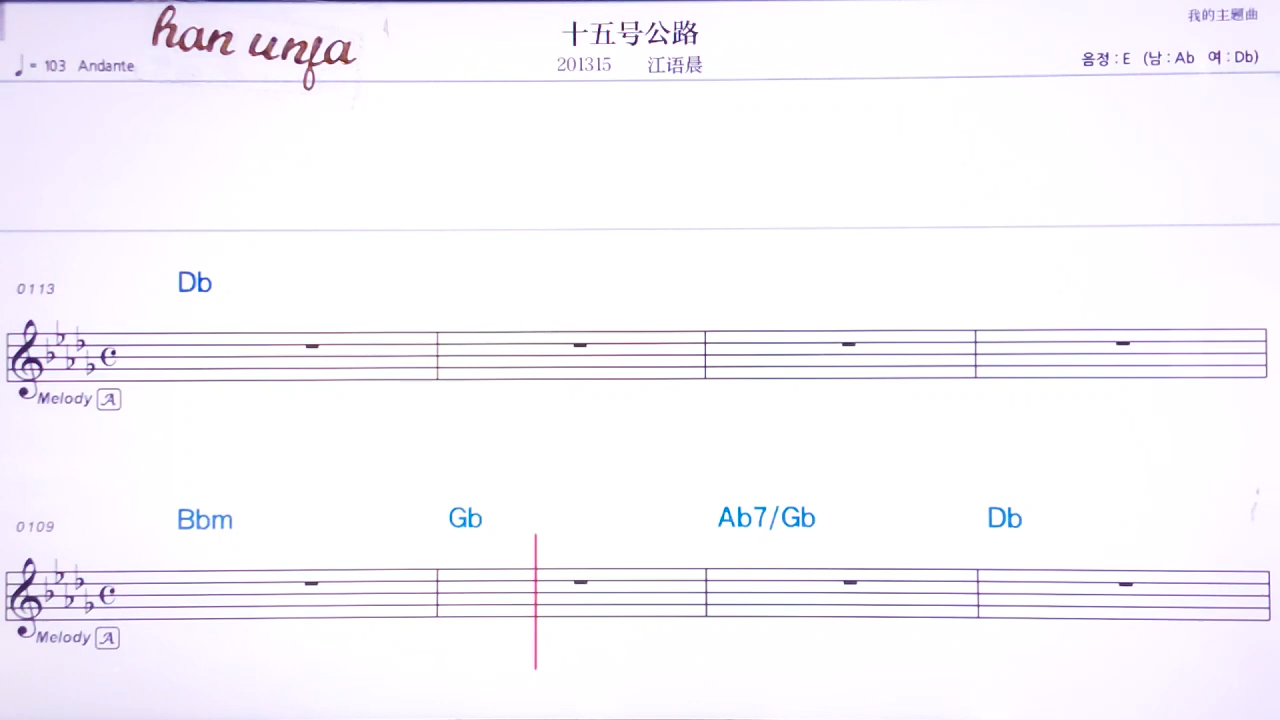 我的主题曲
han unfa
十五号公路
♩= 103 Andante
201315 江语晨
음정 : E (남 : Ab 여 : Db)
Db
0113
Melody A
Bbm Gb Ab7/Gb Db
0109
Melody A